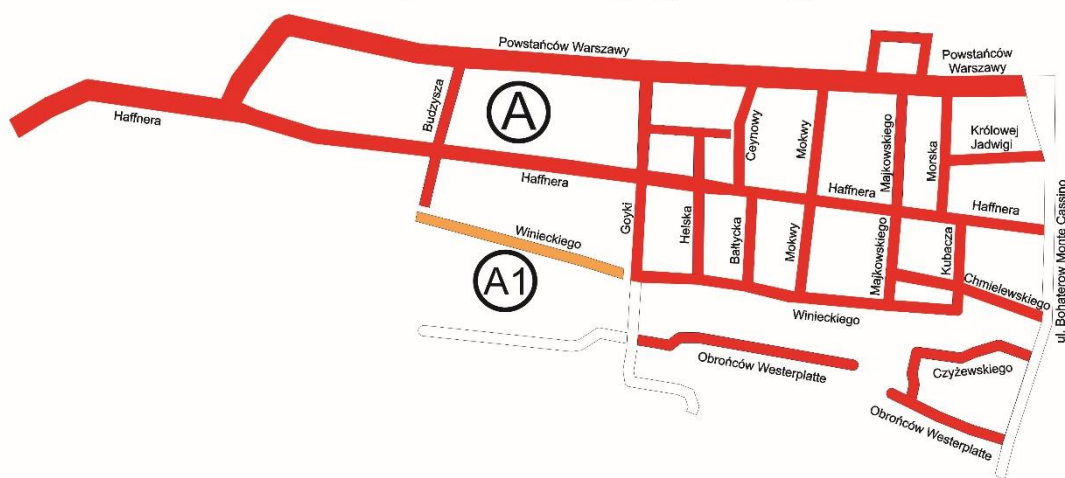 Powstańców Warszawy
Powstańców
Warszawy
Haffnera
Budzysza
A
Ceynowy
Mokwy
Majkowskiego
Morska
Królowej
Jadwigi
Haffnera
Haffnera
Haffnera
Goyki
Helska
Bałtycka
Mokwy
Majkowskiego
Kubacza
Winieckiego
A1
Chmielewskiego
Winieckiego
ul. Bohaterow Monte Cassino
Obrońców Westerplatte
Czyżewskiego
Obrońców Westerplatte